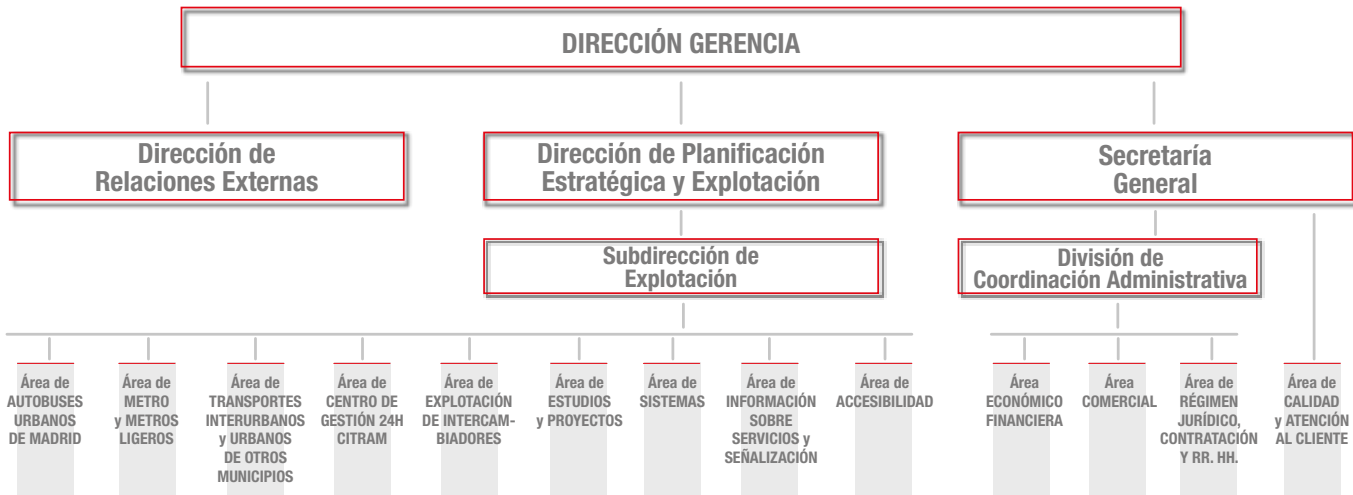 DIRECCIÓN GERENCIA
Dirección de
Relaciones Externas
Dirección de Planificación
Estratégica y Explotación
Secretaría
General
Subdirección de
Explotación
División de
Coordinación Administrativa
Área de
AUTOBUSES
URBANOS
DE MADRID
Área de
METRO
y METROS
LIGEROS
Área de
TRANSPORTES
INTERURBANOS
y URBANOS
DE OTROS
MUNICIPIOS
Área de
CENTRO DE
GESTIÓN 24H
CITRAM
Área de
EXPLOTACIÓN
DE INTERCAM-
BIADORES
Área de
ESTUDIOS
y PROYECTOS
Área de
SISTEMAS
Área de
INFORMACIÓN
SOBRE
SERVICIOS y
SEÑALIZACIÓN
Área de
ACCESIBILIDAD
Área
ECONÓMICO
FINANCIERA
Área
COMERCIAL
Área de
RÉGIMEN
JURÍDICO,
CONTRATACIÓN
Y RR. HH.
Área de
CALIDAD
y ATENCIÓN
AL CLIENTE